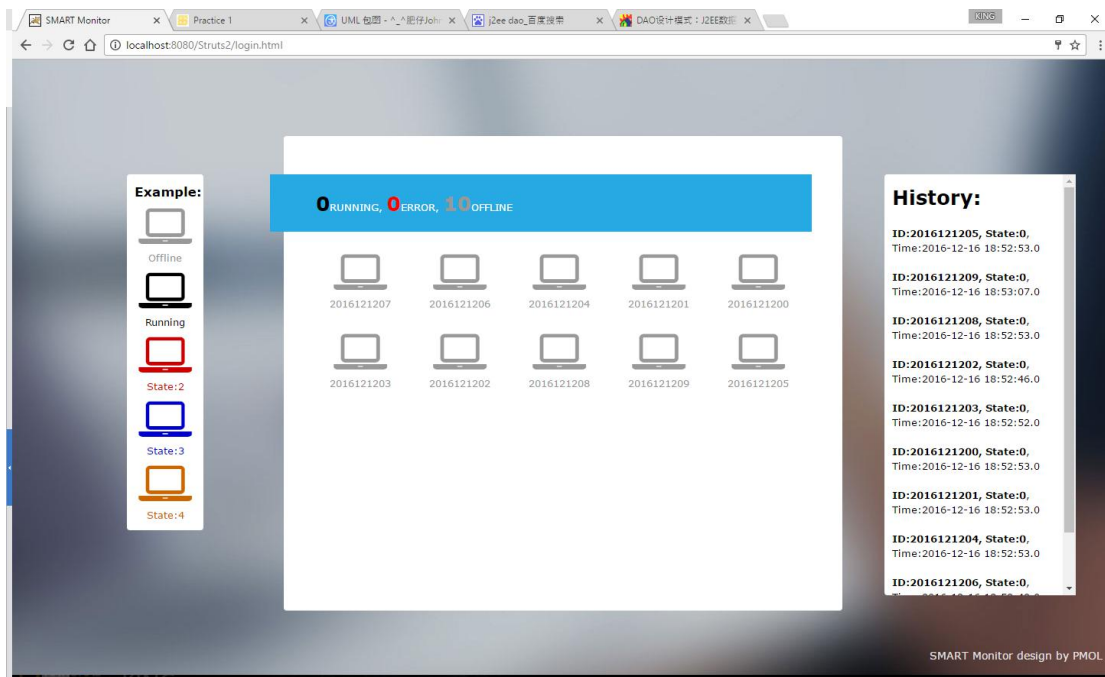 SMART Monitor
Practice 1
UML 包图 - ^_^肥仔John
j2ee dao_百度搜索
DAO设计模式：J2EE数据
KING
localhost:8080/Struts2/login.html
Example:
Offline
Running
State:2
State:3
State:4
0RUNNING, 0ERROR, 10OFFLINE
2016121207 2016121206 2016121204 2016121201 2016121200
2016121203 2016121202 2016121208 2016121209 2016121205
History:
ID:2016121205, State:0,
Time:2016-12-16 18:52:53.0
ID:2016121209, State:0,
Time:2016-12-16 18:53:07.0
ID:2016121208, State:0,
Time:2016-12-16 18:52:53.0
ID:2016121202, State:0,
Time:2016-12-16 18:52:46.0
ID:2016121203, State:0,
Time:2016-12-16 18:52:52.0
ID:2016121200, State:0,
Time:2016-12-16 18:52:53.0
ID:2016121201, State:0,
Time:2016-12-16 18:52:53.0
ID:2016121204, State:0,
Time:2016-12-16 18:52:53.0
ID:2016121206, State:0,
SMART Monitor design by PMOL